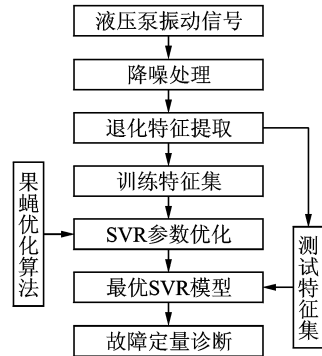 液压泵振动信号
降噪处理
退化特征提取
训练特征集
果蝇优化算法
SVR参数优化
测试特征集
最优SVR模型
故障定量诊断